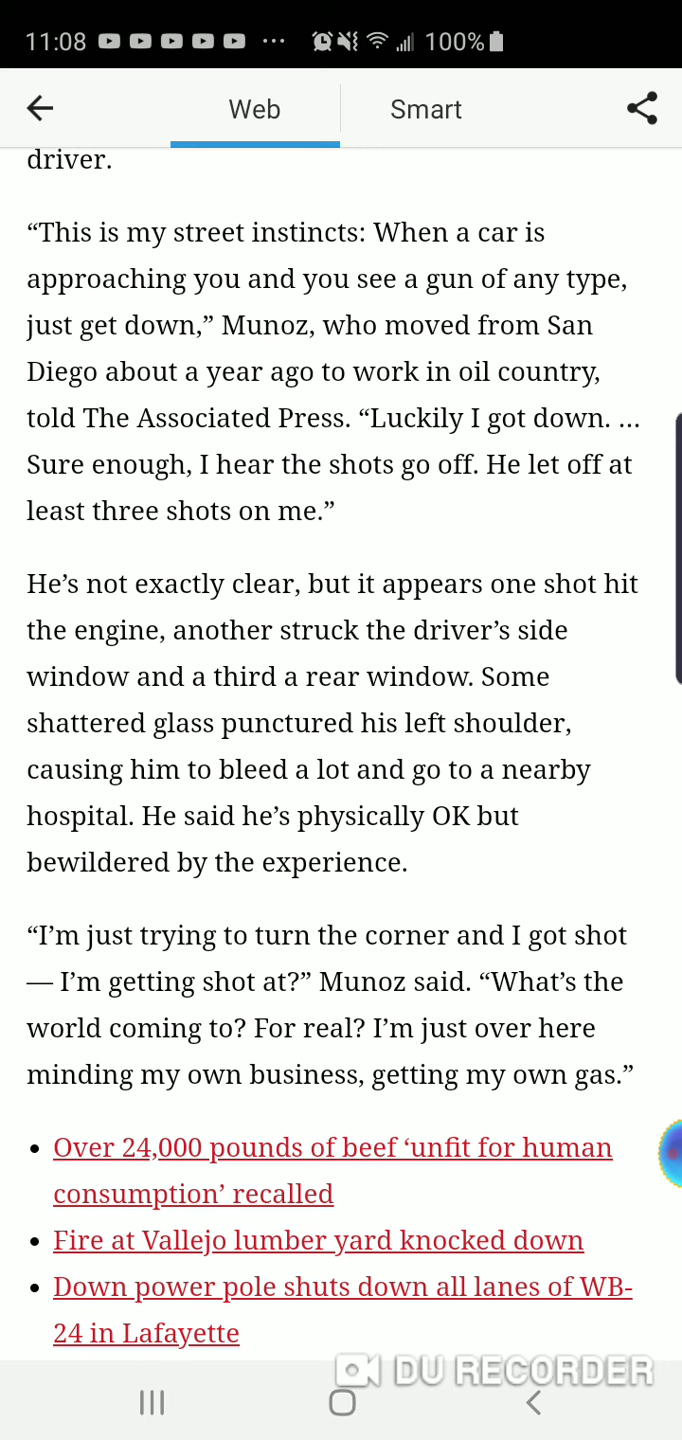 11:08 ... 100%
Web Smart
driver.
“This is my street instincts: When a car is
approaching you and you see a gun of any type,
just get down,” Munoz, who moved from San
Diego about a year ago to work in oil country,
told The Associated Press. “Luckily I got down. …
Sure enough, I hear the shots go off. He let off at
least three shots on me.”
He’s not exactly clear, but it appears one shot hit
the engine, another struck the driver’s side
window and a third a rear window. Some
shattered glass punctured his left shoulder,
causing him to bleed a lot and go to a nearby
hospital. He said he’s physically OK but
bewildered by the experience.
“I’m just trying to turn the corner and I got shot
— I’m getting shot at?” Munoz said. “What’s the
world coming to? For real? I’m just over here
minding my own business, getting my own gas.”
• Over 24,000 pounds of beef ‘unfit for human
consumption’ recalled
• Fire at Vallejo lumber yard knocked down
• Down power pole shuts down all lanes of WB-
24 in Lafayette
DU RECORDER